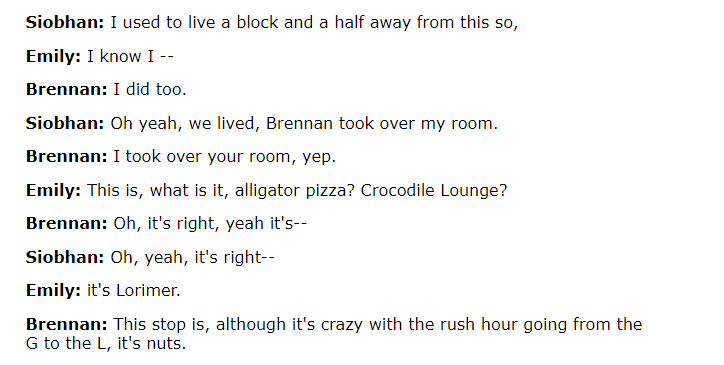 Siobhan: I used to live a block and a half away from this so,
Emily: I know I --
Brennan: I did too.
Siobhan: Oh yeah, we lived, Brennan took over my room.
Brennan: I took over your room, yep.
Emily: This is, what is it, alligator pizza? Crocodile Lounge?
Brennan: Oh, it's right, yeah it's--
Siobhan: Oh, yeah, it's right--
Emily: it's Lorimer.
Brennan: This stop is, although it's crazy with the rush hour going from the
G to the L, it's nuts.